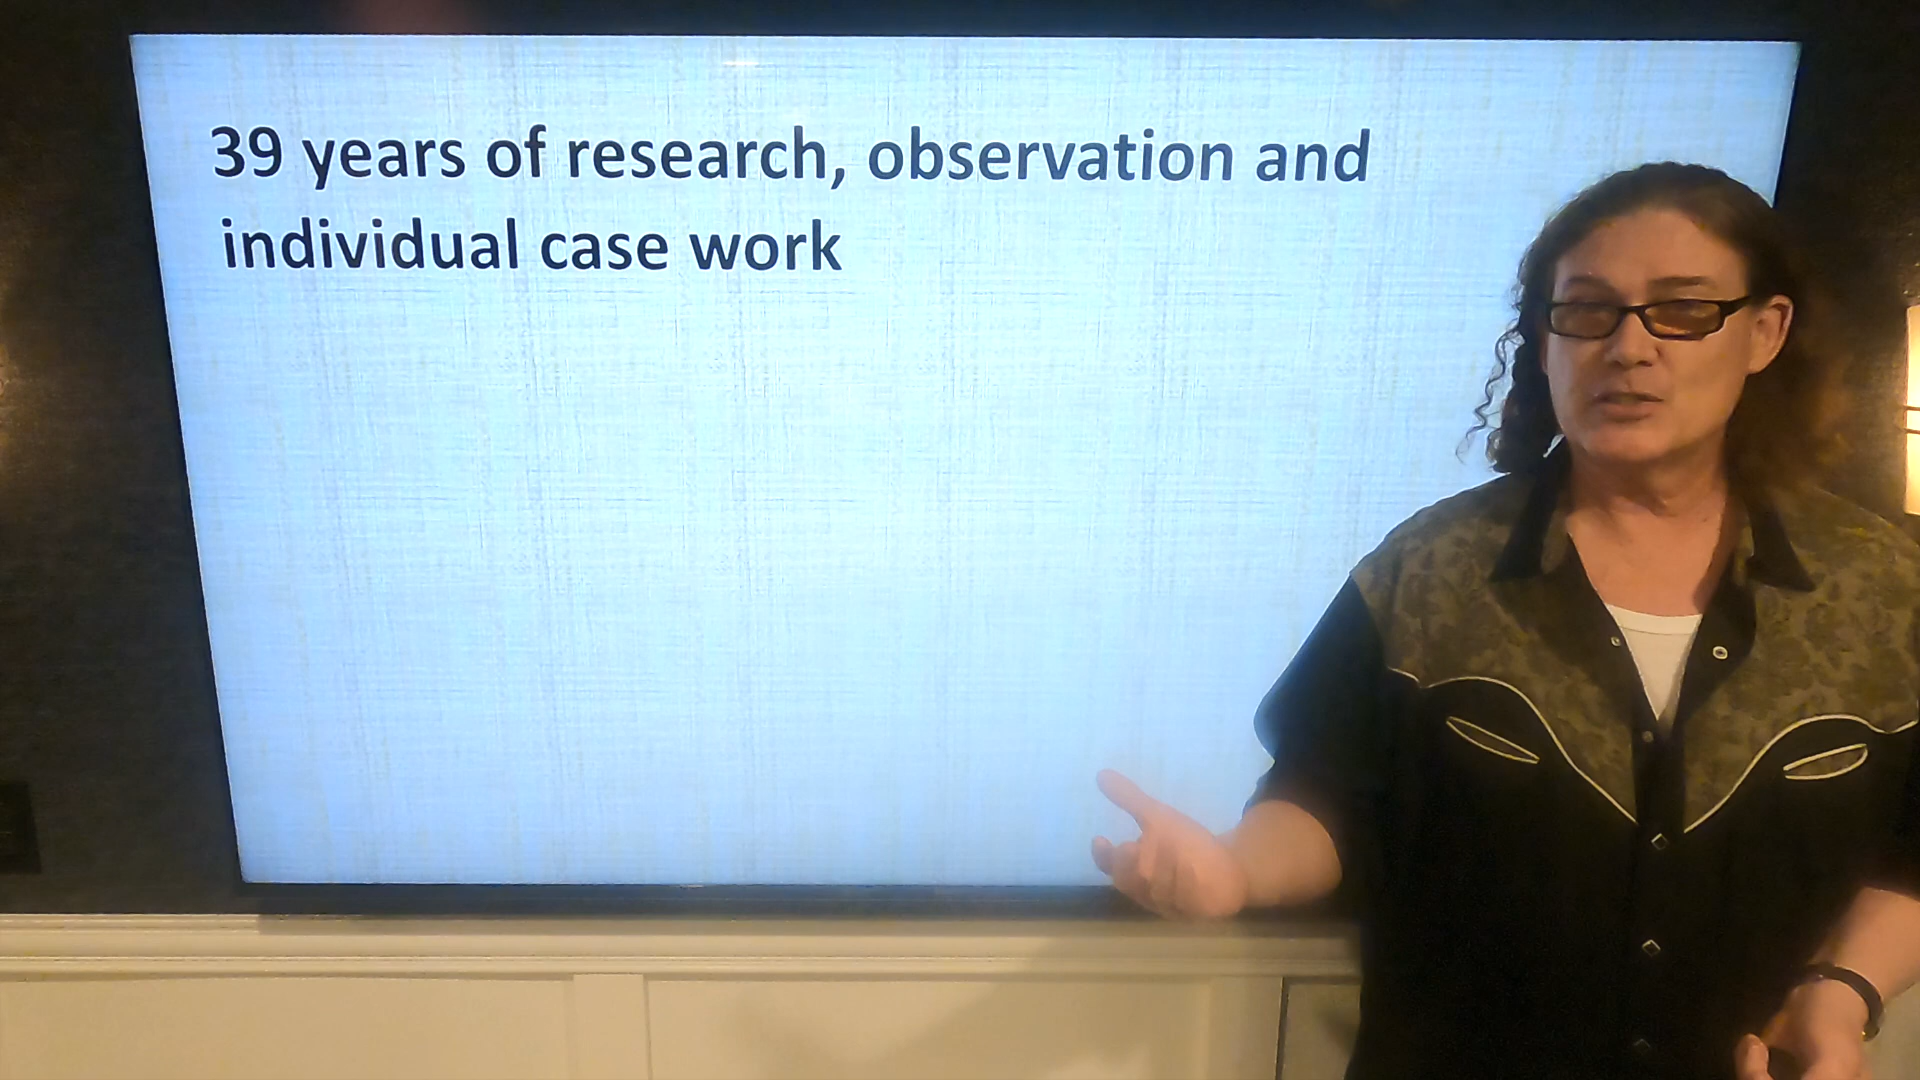 39 years of research, observation and
individual case work